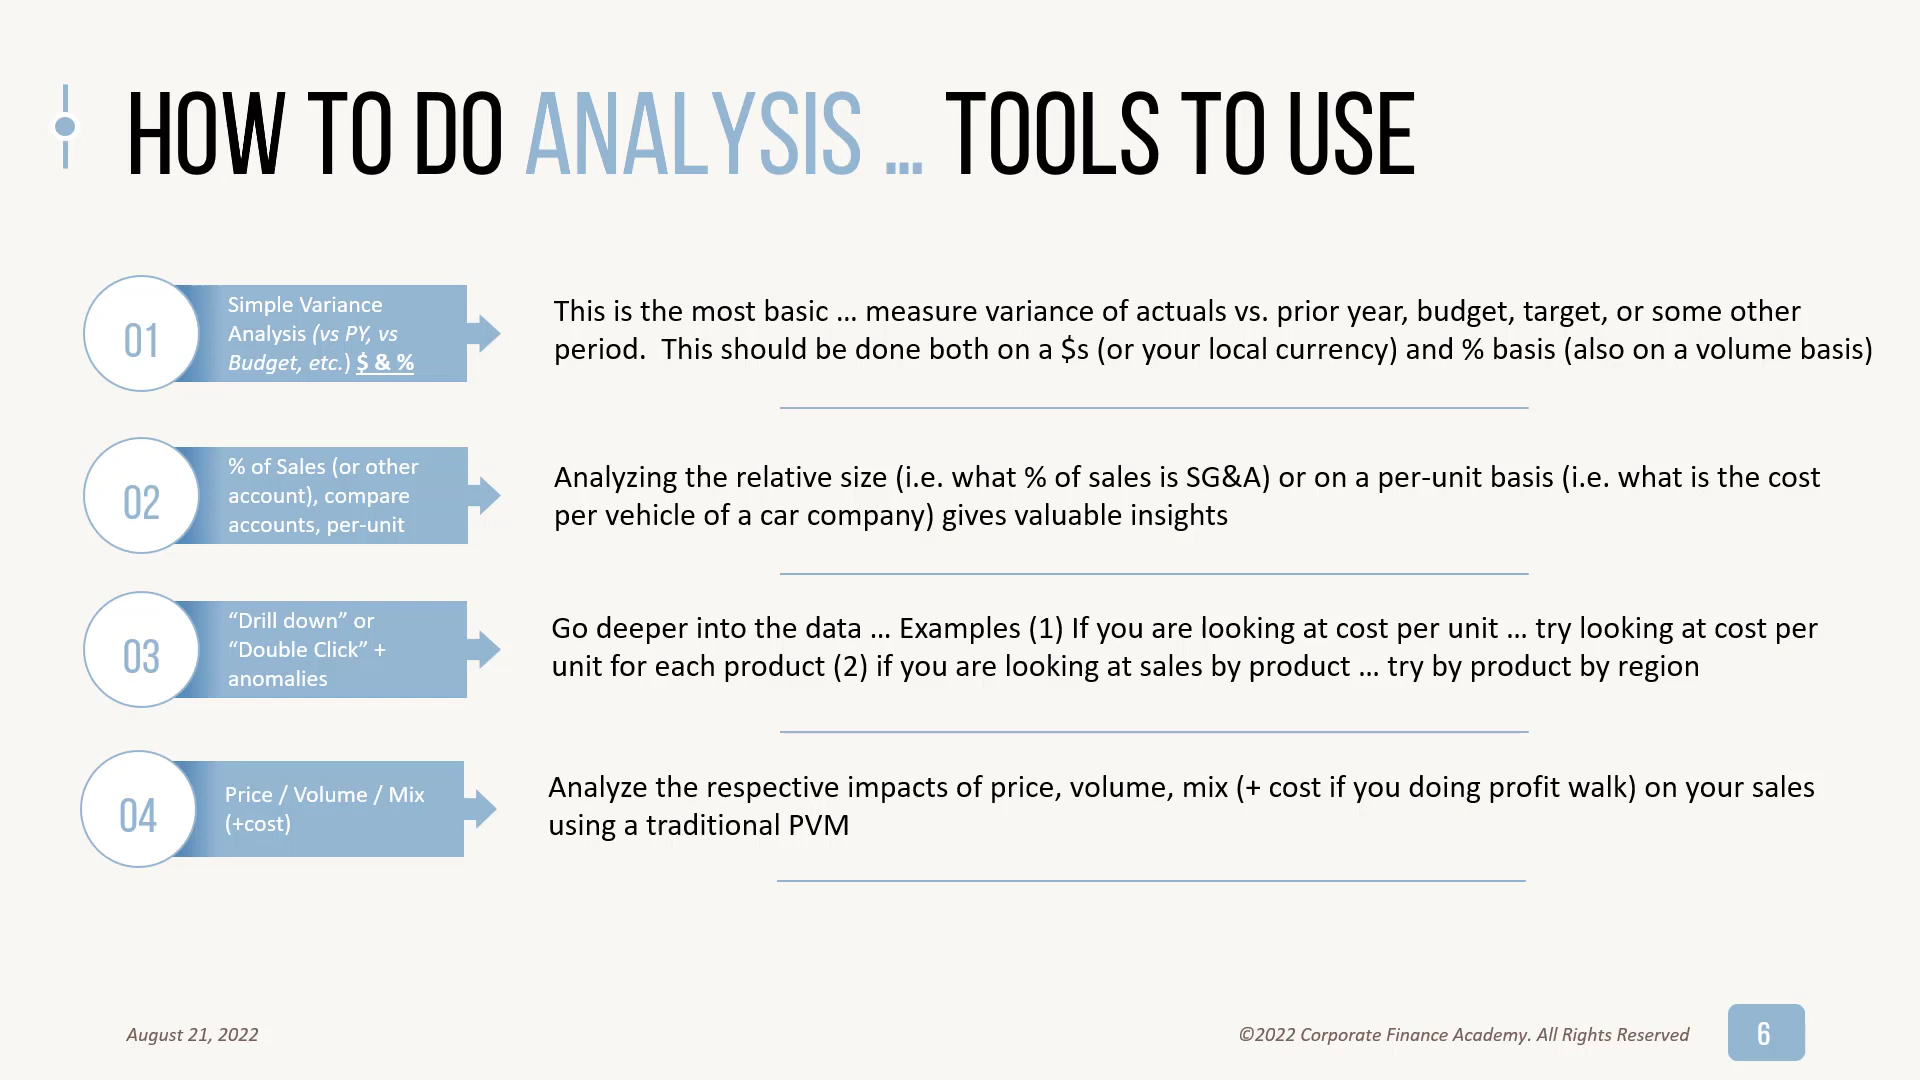 HOW TO DO ANALYSIS ... TOOLS TO USE
01
Simple Variance
Analysis (vs PY, vs
Budget, etc.) $ & %
This is the most basic … measure variance of actuals vs. prior year, budget, target, or some other
period.  This should be done both on a $s (or your local currency) and % basis (also on a volume basis)
02
% of Sales (or other
account), compare
accounts, per-unit
Analyzing the relative size (i.e. what % of sales is SG&A) or on a per-unit basis (i.e. what is the cost
per vehicle of a car company) gives valuable insights
03
“Drill down” or
“Double Click” +
anomalies
Go deeper into the data … Examples (1) If you are looking at cost per unit … try looking at cost per
unit for each product (2) if you are looking at sales by product … try by product by region
04
Price / Volume / Mix
(+cost)
Analyze the respective impacts of price, volume, mix (+ cost if you doing profit walk) on your sales
using a traditional PVM
August 21, 2022
©2022 Corporate Finance Academy. All Rights Reserved
6